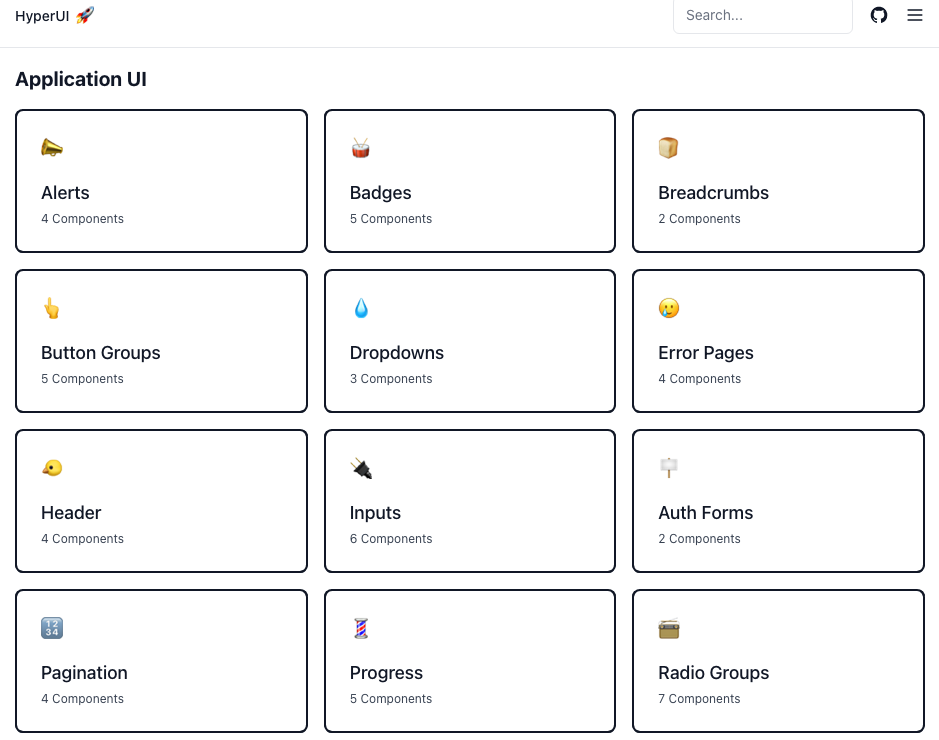 HyperUI 🚀
Search...
Application UI
Alerts
4 Components
Badges
5 Components
Breadcrumbs
2 Components
Button Groups
5 Components
Dropdowns
3 Components
Error Pages
4 Components
Header
4 Components
Inputs
6 Components
Auth Forms
2 Components
Pagination
4 Components
Progress
5 Components
Radio Groups
7 Components